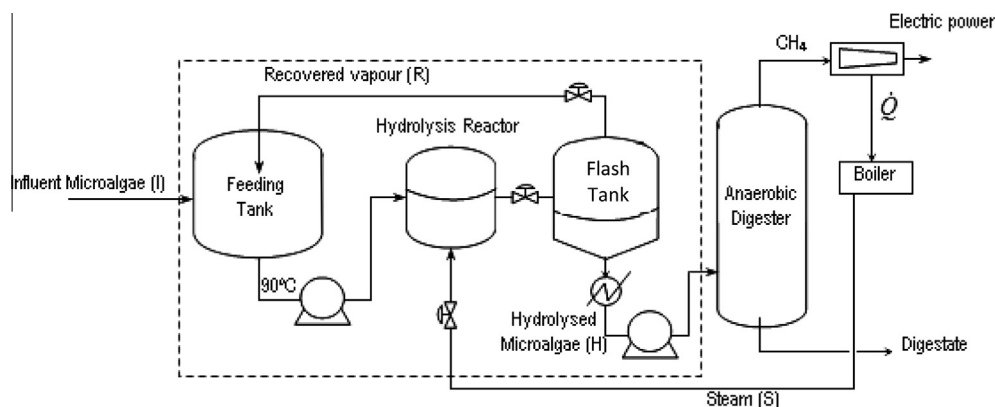 Electric power
CH₄
Recovered vapour (R)
Q̇
Hydrolysis Reactor
Flash
Tank
Boiler
Influent Microalgae (I)
Feeding
Tank
Anaerobic
Digester
90ºC
Hydrolysed
Microalgae (H)
Digestate
Steam (S)